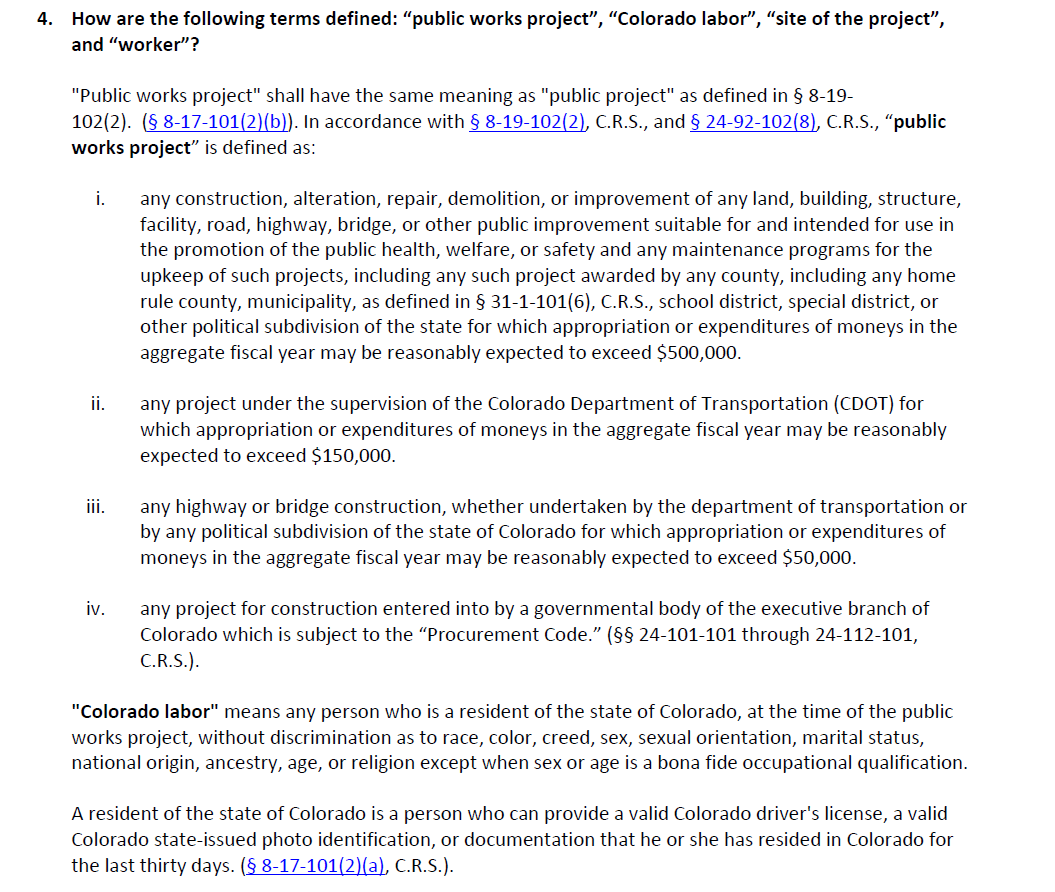 4. How are the following terms defined: “public works project”, “Colorado labor”, “site of the project”,
and “worker”?
"Public works project" shall have the same meaning as "public project" as defined in § 8-19-
102(2). (§ 8-17-101(2)(b)). In accordance with § 8-19-102(2), C.R.S., and § 24-92-102(8), C.R.S., “public
works project” is defined as:
i. any construction, alteration, repair, demolition, or improvement of any land, building, structure,
facility, road, highway, bridge, or other public improvement suitable for and intended for use in
the promotion of the public health, welfare, or safety and any maintenance programs for the
upkeep of such projects, including any such project awarded by any county, including any home
rule county, municipality, as defined in § 31-1-101(6), C.R.S., school district, special district, or
other political subdivision of the state for which appropriation or expenditures of moneys in the
aggregate fiscal year may be reasonably expected to exceed $500,000.
ii. any project under the supervision of the Colorado Department of Transportation (CDOT) for
which appropriation or expenditures of moneys in the aggregate fiscal year may be reasonably
expected to exceed $150,000.
iii. any highway or bridge construction, whether undertaken by the department of transportation or
by any political subdivision of the state of Colorado for which appropriation or expenditures of
moneys in the aggregate fiscal year may be reasonably expected to exceed $50,000.
iv. any project for construction entered into by a governmental body of the executive branch of
Colorado which is subject to the “Procurement Code.” (§§ 24-101-101 through 24-112-101,
C.R.S.).
"Colorado labor" means any person who is a resident of the state of Colorado, at the time of the public
works project, without discrimination as to race, color, creed, sex, sexual orientation, marital status,
national origin, ancestry, age, or religion except when sex or age is a bona fide occupational qualification.
A resident of the state of Colorado is a person who can provide a valid Colorado driver's license, a valid
Colorado state-issued photo identification, or documentation that he or she has resided in Colorado for
the last thirty days. (§ 8-17-101(2)(a), C.R.S.).